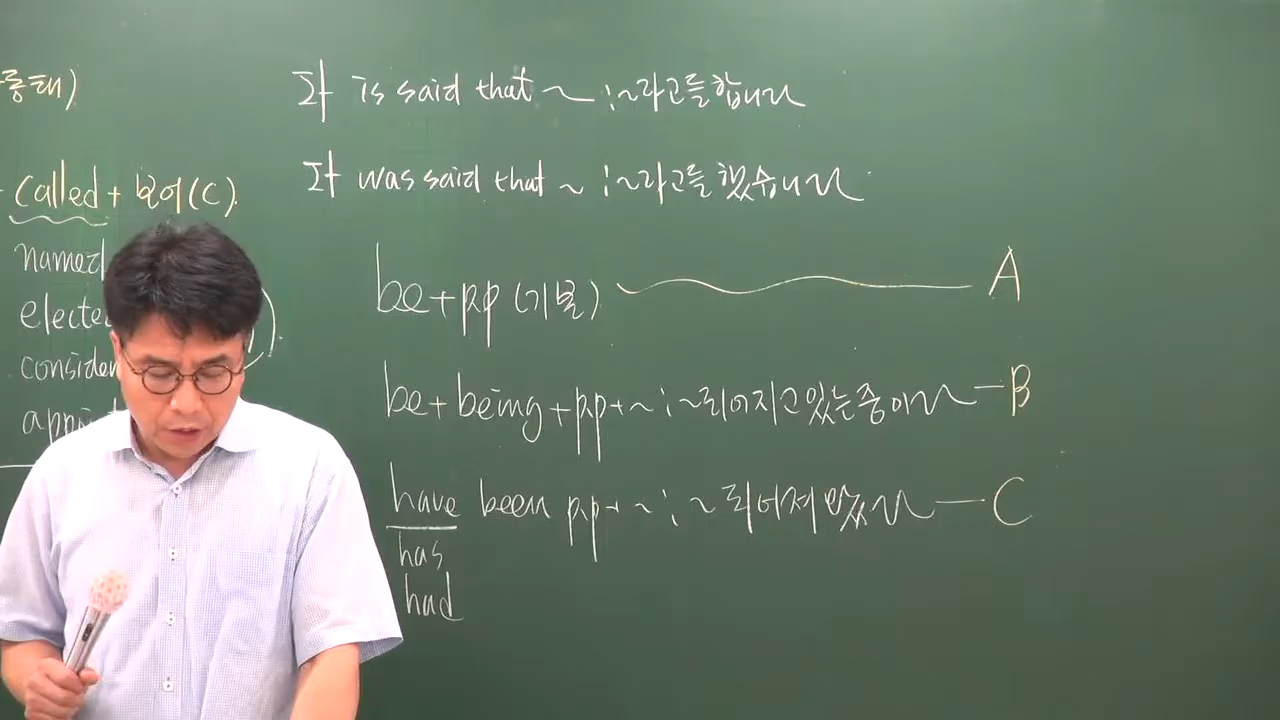 동태)
It is said that ~ : ~라고들합니다
It was said that ~ : ~라고들했습니다
called + 보어(C).
named
elected
consider
be+pp (기본) A
be+being+pp+~ : ~되어지고있는중이다 - B
appoi
have been pp+~ : ~되어져 왔다 - C
has
had